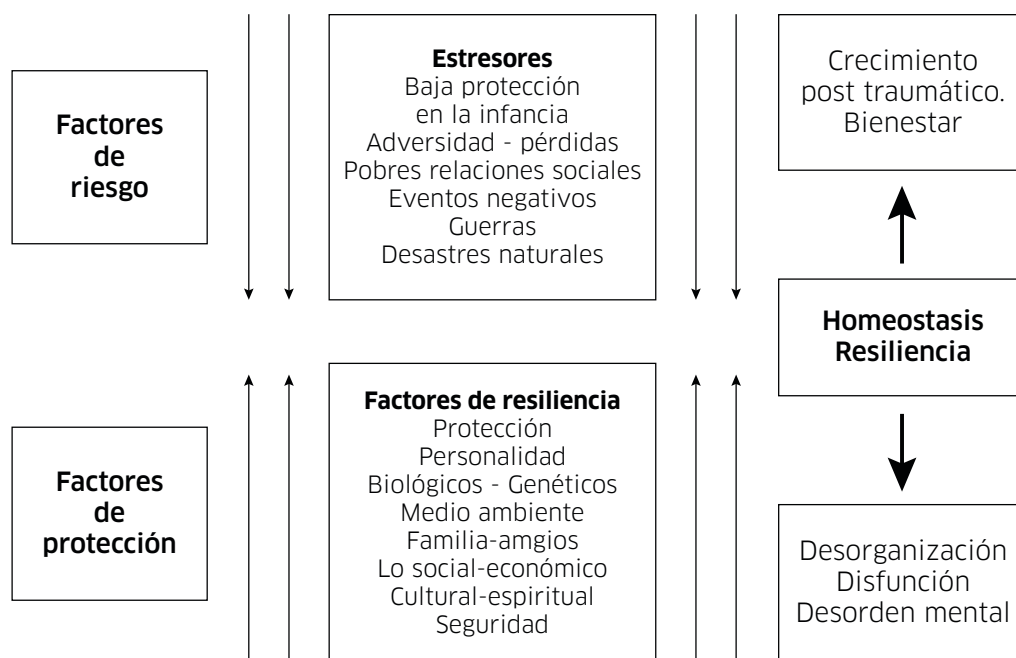 Factores
de
riesgo
Estresores
Baja protección
en la infancia
Adversidad - pérdidas
Pobres relaciones sociales
Eventos negativos
Guerras
Desastres naturales
Crecimiento
post traumático.
Bienestar
Homeostasis
Resiliencia
Factores
de
protección
Factores de resiliencia
Protección
Personalidad
Biológicos - Genéticos
Medio ambiente
Familia-amgios
Lo social-económico
Cultural-espiritual
Seguridad
Desorganización
Disfunción
Desorden mental